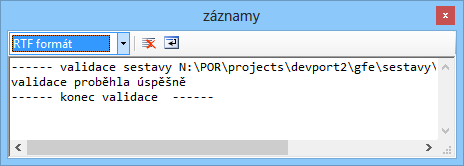 záznamy
RTF formát
------ validace sestavy N:\POR\projects\devport2\gfe\sestavy\
validace proběhla úspěšně
------ konec validace  ------